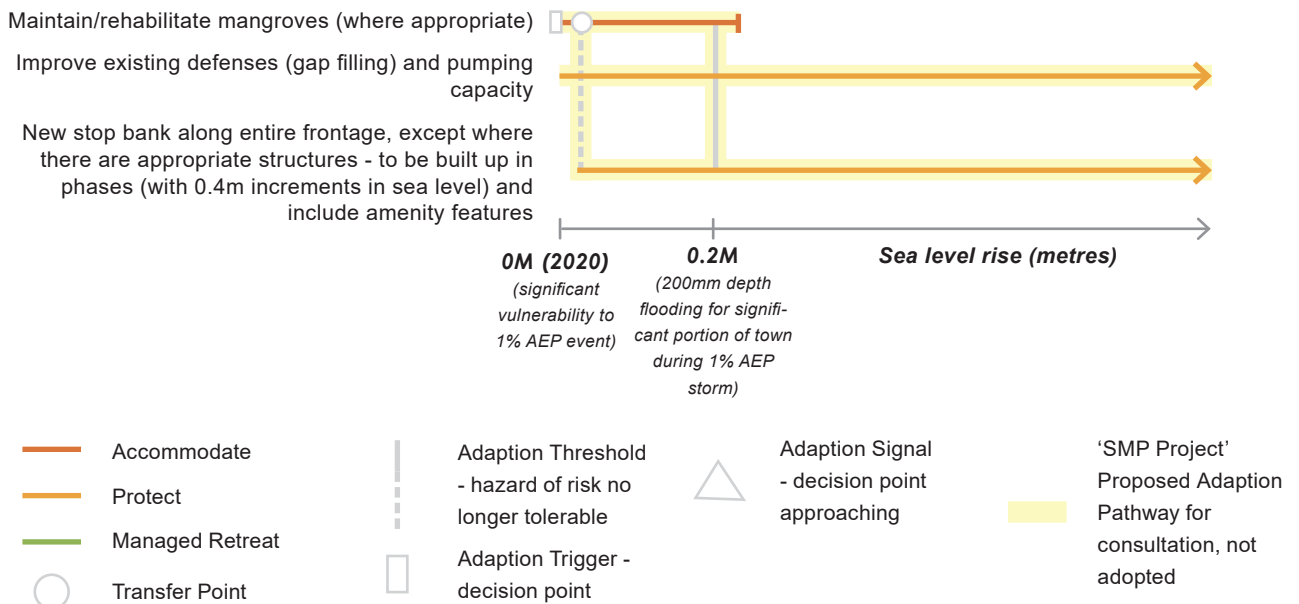 Maintain/rehabilitate mangroves (where appropriate)
Improve existing defenses (gap filling) and pumping
capacity
New stop bank along entire frontage, except where
there are appropriate structures - to be built up in
phases (with 0.4m increments in sea level) and
include amenity features
0M (2020)
(significant
vulnerability to
1% AEP event)
0.2M
(200mm depth
flooding for signifi-
cant portion of town
during 1% AEP
storm)
Sea level rise (metres)
Accommodate
Protect
Managed Retreat
Transfer Point
Adaption Threshold
- hazard of risk no
longer tolerable
Adaption Trigger -
decision point
Adaption Signal
- decision point
approaching
‘SMP Project’
Proposed Adaption
Pathway for
consultation, not
adopted